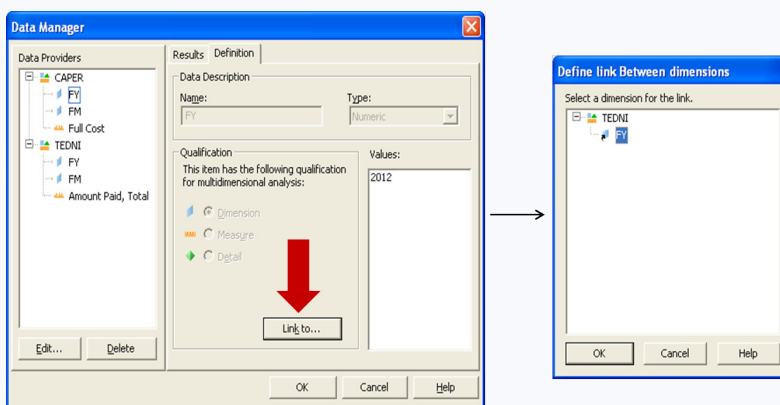 Data Manager
Data Providers
CAPER
FY
FM
Full Cost
TEDNI
FY
FM
Amount Paid, Total
Edit...
Delete
Results
Definition
Data Description
Name:
Type:
FY
Numeric
Qualification
This item has the following qualification
for multidimensional analysis:
Dimension
Measure
Detail
Link to...
Values:
2012
OK
Cancel
Help
Define link Between dimensions
Select a dimension for the link.
TEDNI
FY
OK
Cancel
Help